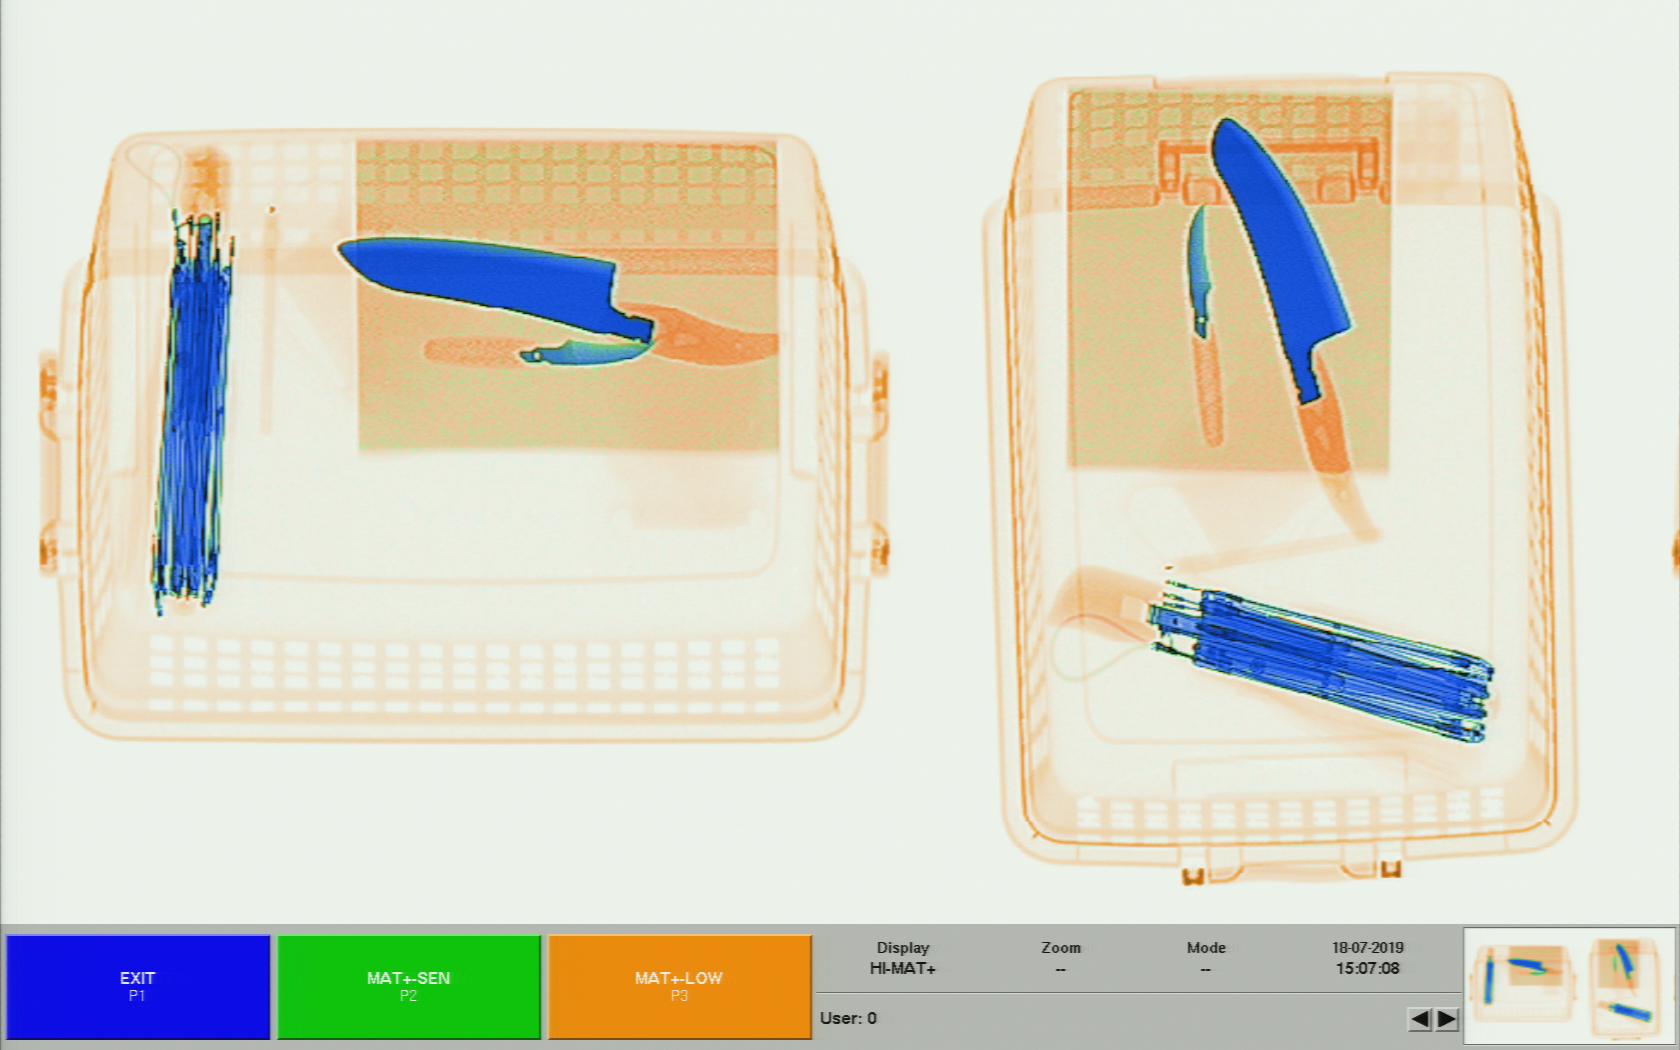 EXIT
P1
MAT+-SEN
P2
MAT+-LOW
P3
Display
HI-MAT+
Zoom
--
Mode
--
18-07-2019
15:07:08
User: 0